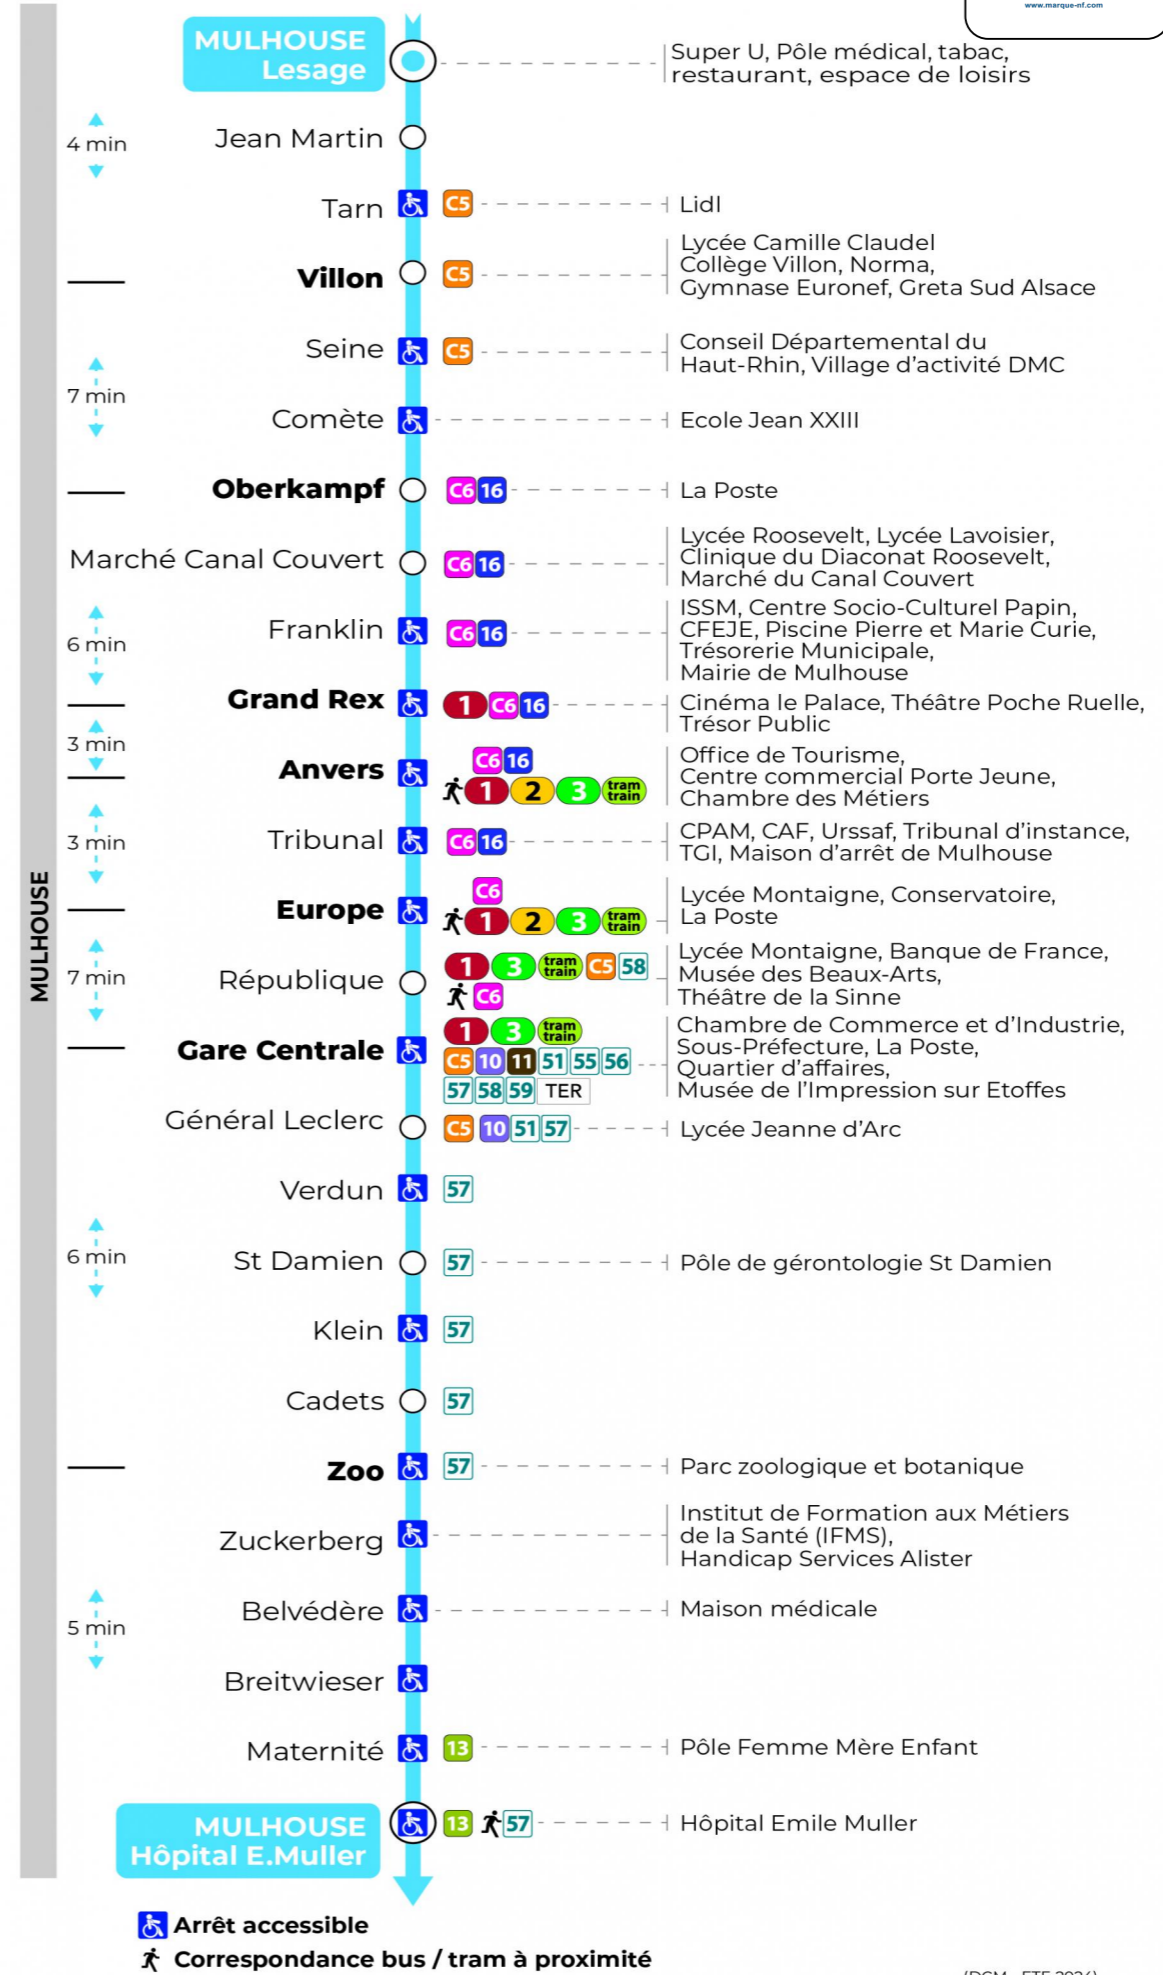 www.marque-nf.com
MULHOUSE
Lesage
Super U, Pôle médical, tabac,
restaurant, espace de loisirs
4 min
Jean Martin
Tarn
C5
Lidl
Villon
C5
Lycée Camille Claudel
Collège Villon, Norma,
Gymnase Euronef, Greta Sud Alsace
Seine
C5
Conseil Départemental du
Haut-Rhin, Village d'activité DMC
7 min
Comète
Ecole Jean XXIII
Oberkampf
C6 16
La Poste
Marché Canal Couvert
C6 16
Lycée Roosevelt, Lycée Lavoisier,
Clinique du Diaconat Roosevelt,
Marché du Canal Couvert
6 min
Franklin
C6 16
ISSM, Centre Socio-Culturel Papin,
CFEJE, Piscine Pierre et Marie Curie,
Trésorerie Municipale,
Mairie de Mulhouse
Grand Rex
1 C6 16
Cinéma le Palace, Théâtre Poche Ruelle,
Trésor Public
3 min
Anvers
C6 16
1 2 3 tram train
Office de Tourisme,
Centre commercial Porte Jeune,
Chambre des Métiers
3 min
Tribunal
C6 16
CPAM, CAF, Urssaf, Tribunal d'instance,
TGI, Maison d'arrêt de Mulhouse
MULHOUSE
Europe
C6
1 2 3 tram train
Lycée Montaigne, Conservatoire,
La Poste
7 min
République
1 3 tram train C5 58
C6
Lycée Montaigne, Banque de France,
Musée des Beaux-Arts,
Théâtre de la Sinne
Gare Centrale
1 3 tram train
C5 10 11 51 55 56
57 58 59 TER
Chambre de Commerce et d'Industrie,
Sous-Préfecture, La Poste,
Quartier d'affaires,
Musée de l'Impression sur Etoffes
Général Leclerc
C5 10 51 57
Lycée Jeanne d'Arc
Verdun
57
6 min
St Damien
57
Pôle de gérontologie St Damien
Klein
57
Cadets
57
Zoo
57
Parc zoologique et botanique
Zuckerberg
Institut de Formation aux Métiers
de la Santé (IFMS),
Handicap Services Alister
5 min
Belvédère
Maison médicale
Breitwieser
Maternité
13
Pôle Femme Mère Enfant
MULHOUSE
Hôpital E.Muller
13 57
Hôpital Emile Muller
Arrêt accessible
Correspondance bus / tram à proximité